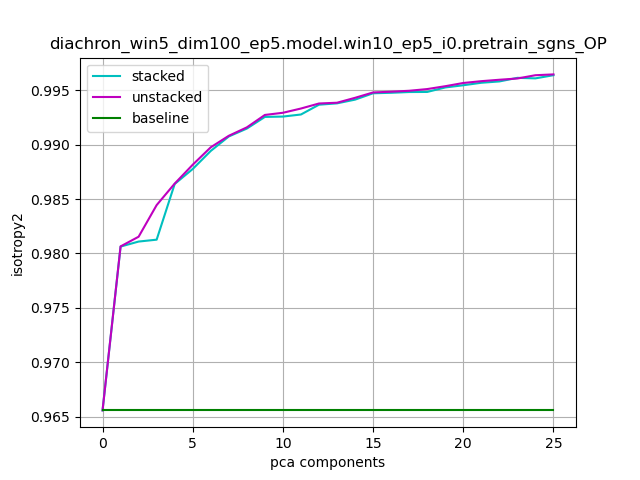 diachron_win5_dim100_ep5.model.win10_ep5_i0.pretrain_sgns_OP
stacked
unstacked
baseline
0.995
0.990
0.985
0.980
0.975
0.970
0.965
isotropy2
0
5
10
15
20
25
pca components